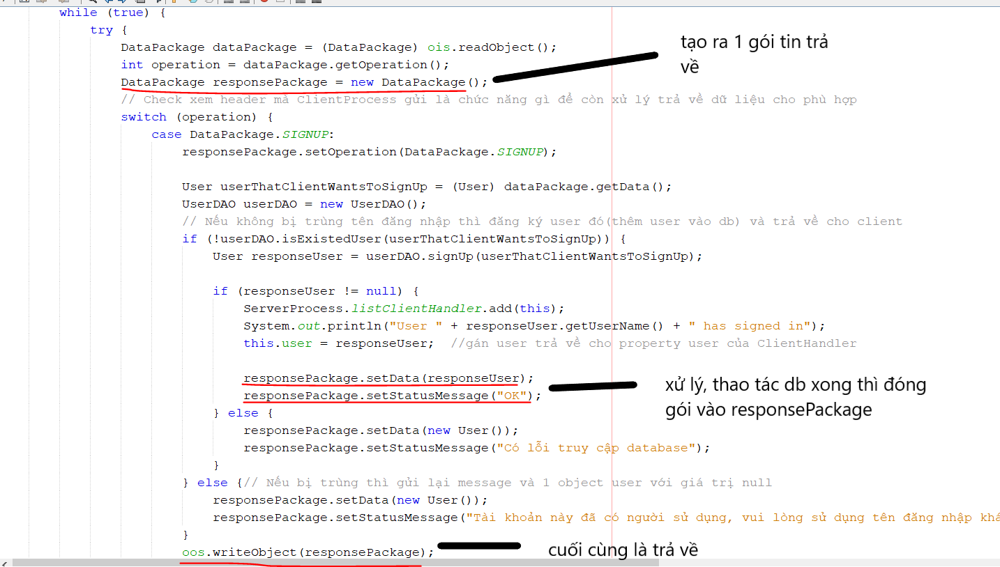 while (true) {
try {
DataPackage dataPackage = (DataPackage) ois.readObject();
int operation = dataPackage.getOperation();
DataPackage responsePackage = new DataPackage();
tạo ra 1 gói tin trả
về
// Check xem header mà ClientProcess gửi là chức năng gì để còn xử lý trả về dữ liệu cho phù hợp
switch (operation) {
case DataPackage.SIGNUP:
responsePackage.setOperation(DataPackage.SIGNUP);
User userThatClientWantsToSignUp = (User) dataPackage.getData();
UserDAO userDAO = new UserDAO();
// Nếu không bị trùng tên đăng nhập thì đăng ký user đó(thêm user vào db) và trả về cho client
if (!userDAO.isExistedUser(userThatClientWantsToSignUp)) {
User responseUser = userDAO.signUp(userThatClientWantsToSignUp);
if (responseUser != null) {
ServerProcess.listClientHandler.add(this);
System.out.println("User " + responseUser.getUserName() + " has signed in");
this.user = responseUser;  //gán user trả về cho property user của ClientHandler
responsePackage.setData(responseUser);
responsePackage.setStatusMessage("OK");
xử lý, thao tác db xong thì đóng
gói vào responsePackage
} else {
responsePackage.setData(new User());
responsePackage.setStatusMessage("Có lỗi truy cập database");
}
} else {// Nếu bị trùng thì gửi lại message và 1 object user với giá trị null
responsePackage.setData(new User());
responsePackage.setStatusMessage("Tài khoản này đã có người sử dụng, vui lòng sử dụng tên đăng nhập khá
}
oos.writeObject(responsePackage);
cuối cùng là trả về